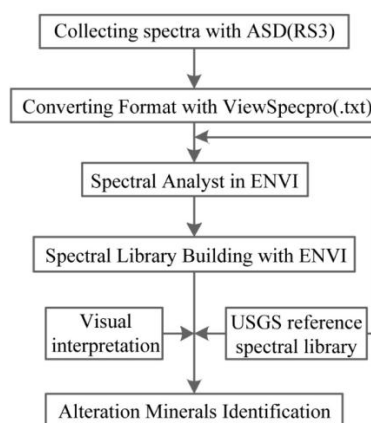 Collecting spectra with ASD(RS3)
Converting Format with ViewSpecpro(.txt)
Spectral Analyst in ENVI
Spectral Library Building with ENVI
Visual
interpretation
USGS reference
spectral library
Alteration Minerals Identification